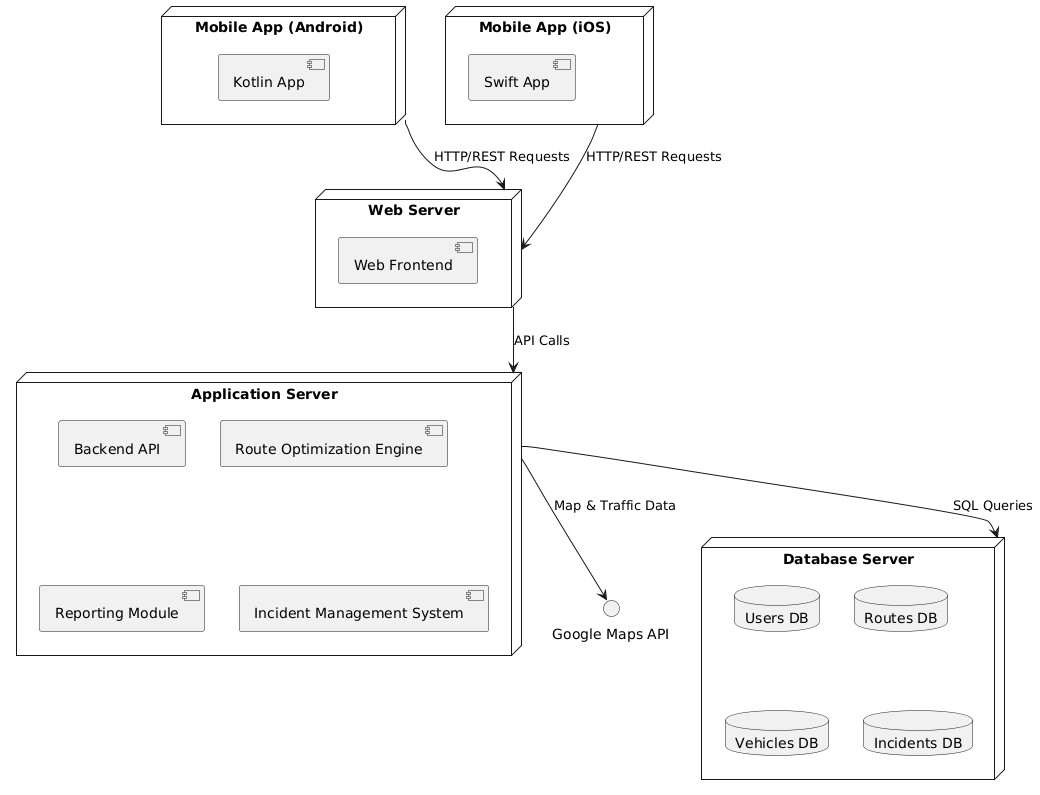 Mobile App (Android)
Kotlin App
Mobile App (iOS)
Swift App
HTTP/REST Requests
HTTP/REST Requests
Web Server
Web Frontend
API Calls
Application Server
Backend API
Route Optimization Engine
Reporting Module
Incident Management System
Map & Traffic Data
SQL Queries
Google Maps API
Database Server
Users DB
Routes DB
Vehicles DB
Incidents DB